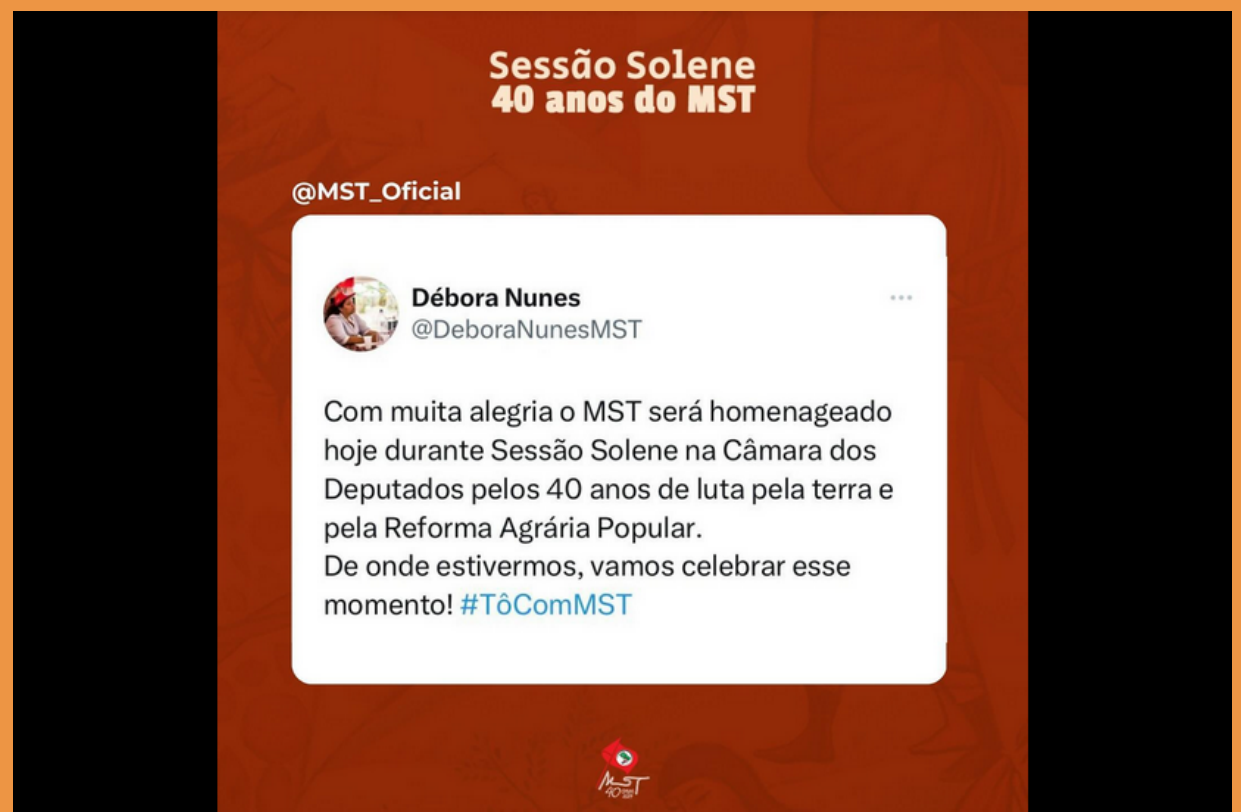 Sessão Solene
40 anos do MST
@MST_Oficial
Débora Nunes
@DeboraNunesMST
Com muita alegria o MST será homenageado
hoje durante Sessão Solene na Câmara dos
Deputados pelos 40 anos de luta pela terra e
pela Reforma Agrária Popular.
De onde estivermos, vamos celebrar esse
momento! #TôComMST
MST
40 anos